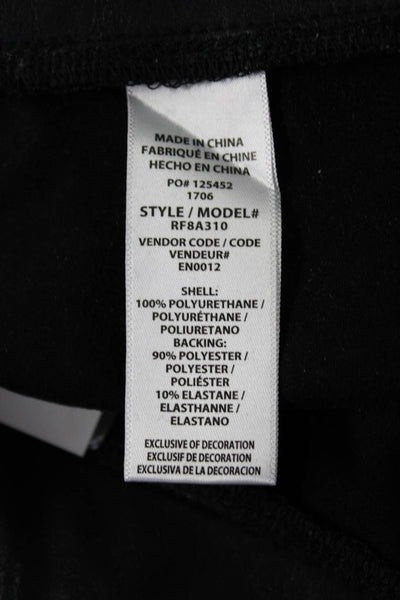 MADE IN CHINA
FABRIQUÉ EN CHINE
HECHO EN CHINA
PO# 125452
1706
STYLE / MODEL#
RF8A310
VENDOR CODE / CODE
VENDEUR#
EN0012
SHELL:
100% POLYURETHANE /
POLYURÉTHANE /
POLIURETANO
BACKING:
90% POLYESTER /
POLYESTER /
POLIÉSTER
10% ELASTANE /
ELASTHANNE /
ELASTANO
EXCLUSIVE OF DECORATION
EXCLUSIF DE DECORATION
EXCLUSIVA DE LA DECORACION